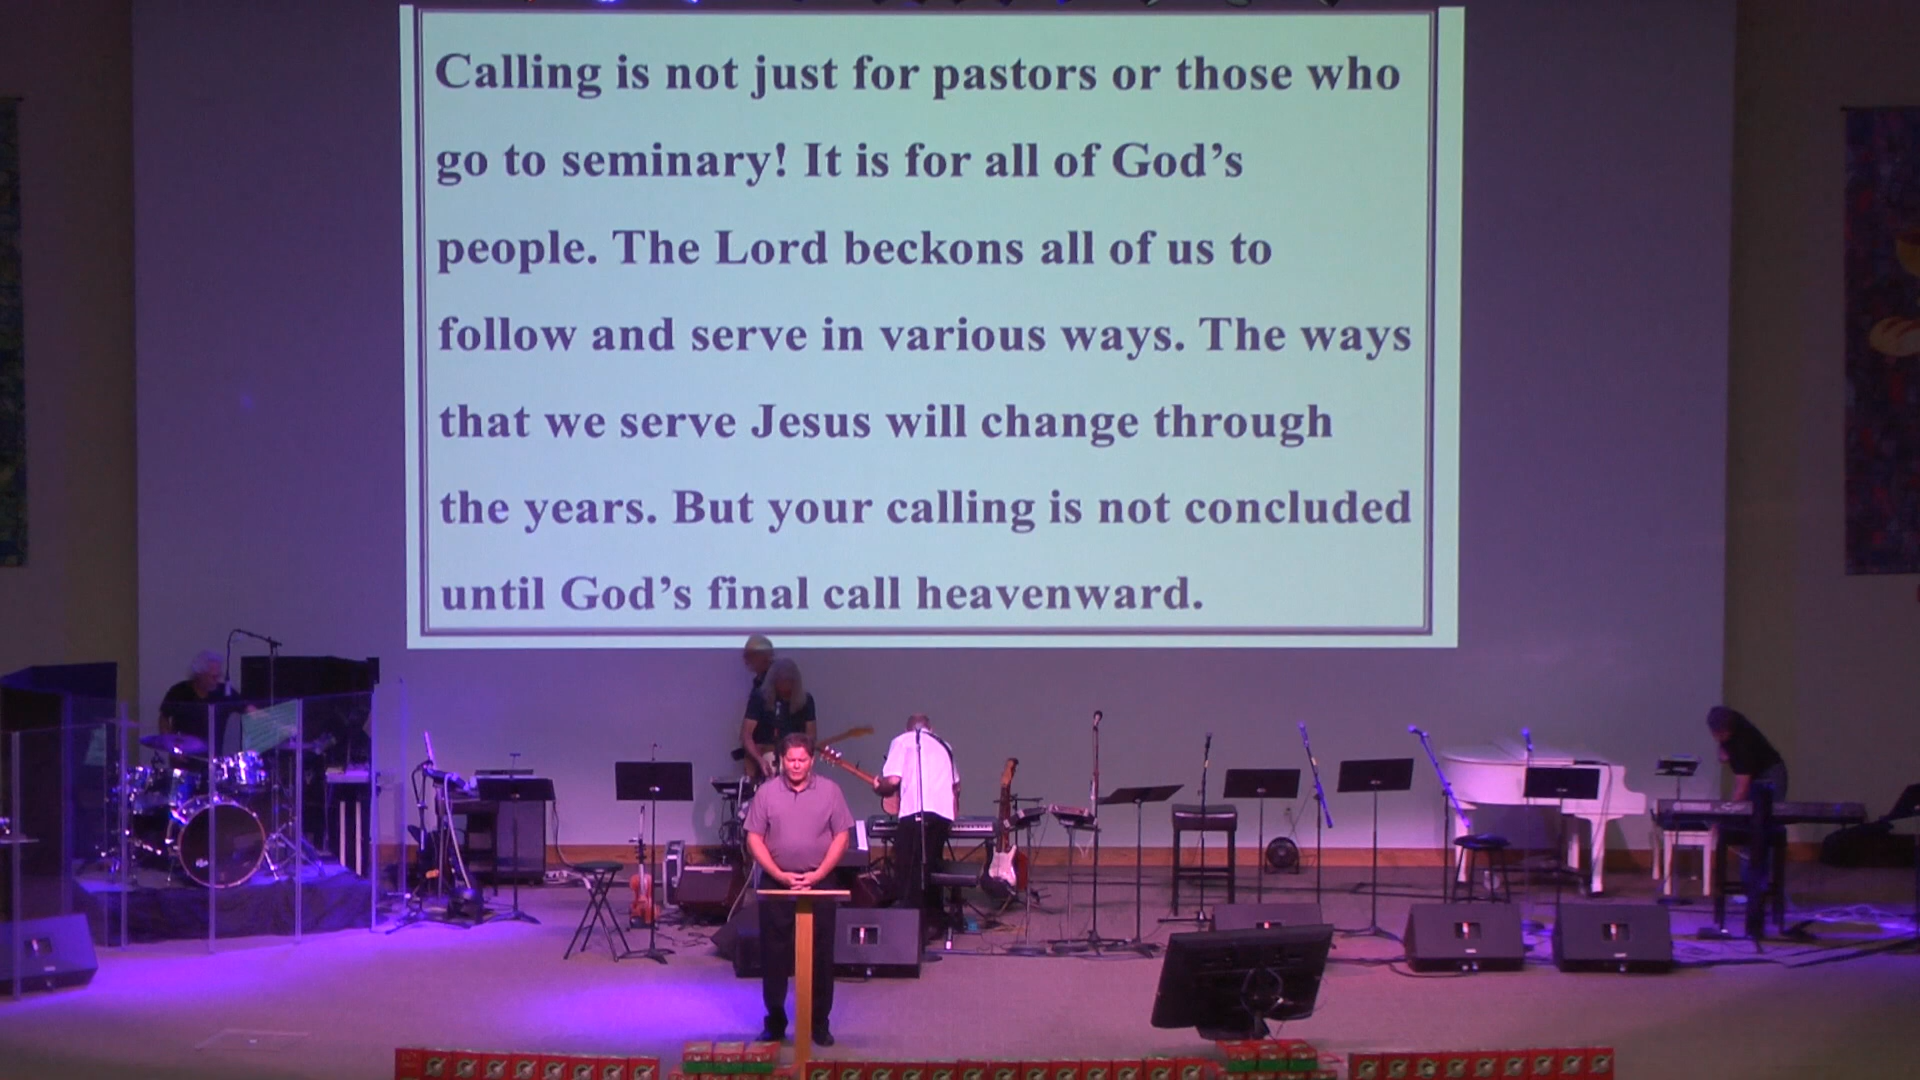 Calling is not just for pastors or those who
go to seminary! It is for all of God’s
people. The Lord beckons all of us to
follow and serve in various ways. The ways
that we serve Jesus will change through
the years. But your calling is not concluded
until God’s final call heavenward.